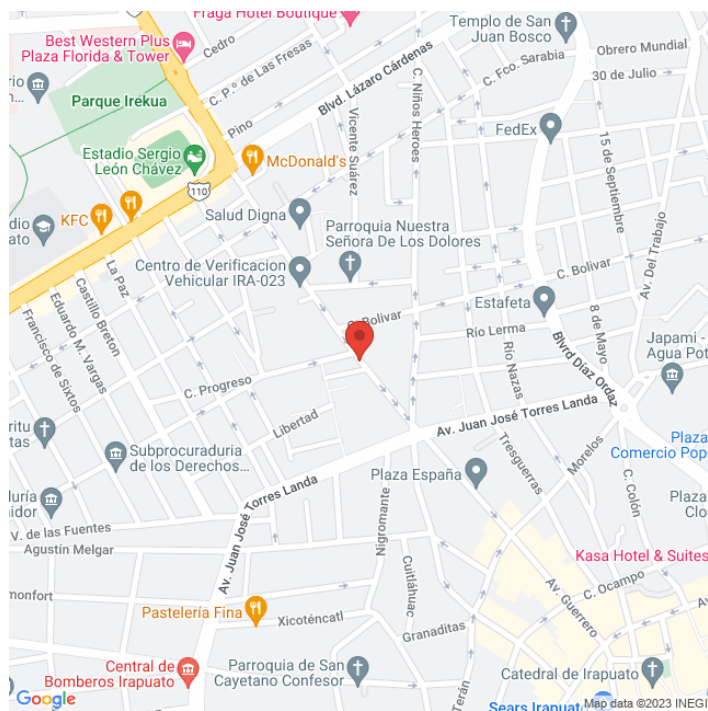 Praga Hotel Boutique
Templo de San
Juan Bosco
Best Western Plus
Plaza Florida & Tower
Cedro
Obrero Mundial
C. P.º de Las Fresas
Blvd. Lázaro Cárdenas
C. Fco. Sarabia
30 de Julio
Parque Irekua
Pino
Vicente Suárez
C. Niños Heroes
FedEx
15 de Septiembre
Estadio Sergio
León Chávez
McDonald's
110
KFC
Salud Digna
Parroquia Nuestra
Señora De Los Dolores
Av. Del Trabajo
La Paz
Centro de Verificacion
Vehicular IRA-023
C. Bolivar
Castillo Breton
Eduardo M. Vargas
Francisco de Sixtos
Estafeta
C. Bolivar
Río Lerma
Río Nazas
8 de Mayo
Blvrd Diaz Ordaz
Japami -
Agua Pot
C. Progreso
Libertad
Av. Juan José Torres Landa
Subprocuraduria
de los Derechos...
Plaza España
Tresguerras
Morelos
C. Colón
Plaza
Comercio Pop
Plaza
Clo
Av. Juan José Torres Landa
V. de las Fuentes
Agustín Melgar
Nigromante
Cuitláhuac
Kasa Hotel & Suites
Av. Guerrero
C. Ocampo
monfort
Pastelería Fina
Xicoténcatl
Granaditas
Terán
Central de
Bomberos Irapuato
Parroquia de San
Cayetano Confesor
Catedral de Irapuato
Sears Irapuato
Google
Map data ©2023 INEGI